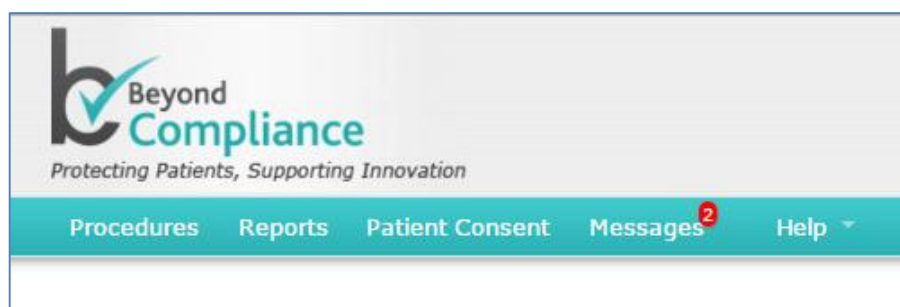 Beyond
Compliance
Protecting Patients, Supporting Innovation
Procedures Reports Patient Consent Messages 2 Help